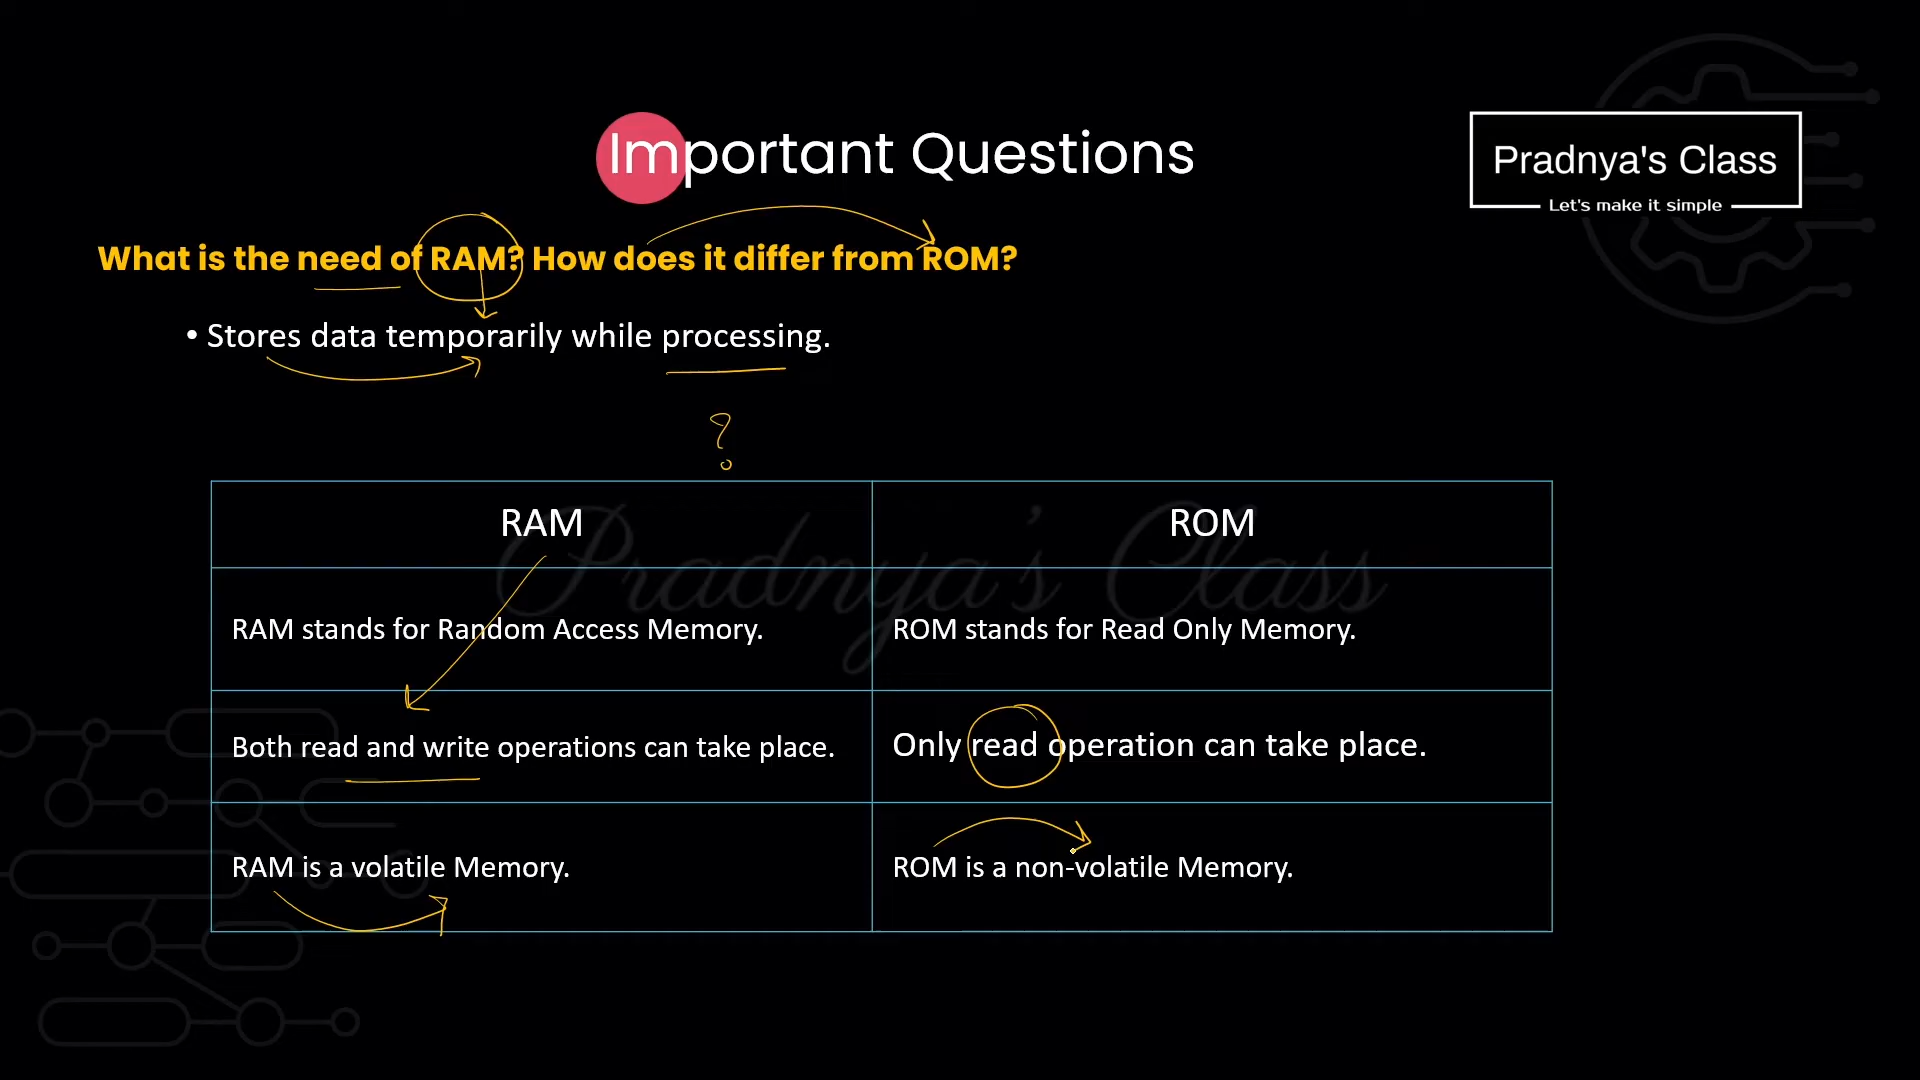 Important Questions
Pradnya's Class
Let's make it simple
What is the need of RAM? How does it differ from ROM?
• Stores data temporarily while processing.
?
RAM ROM
RAM stands for Random Access Memory. ROM stands for Read Only Memory.
Both read and write operations can take place. Only read operation can take place.
RAM is a volatile Memory. ROM is a non-volatile Memory.
Pradnya's Class